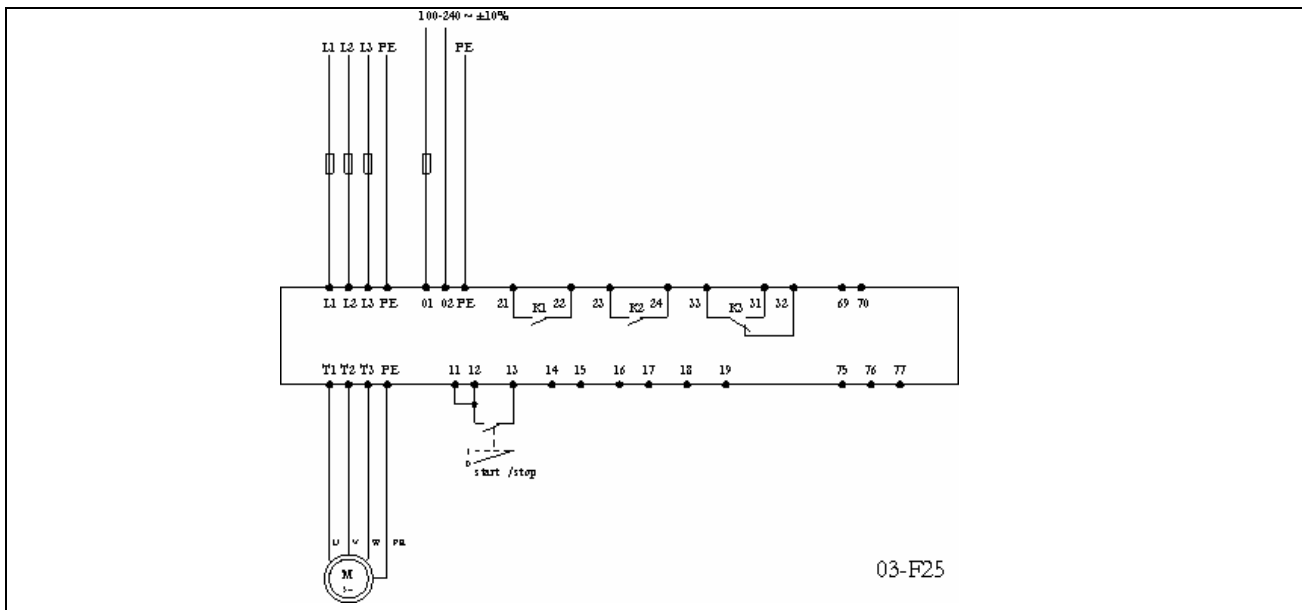 100-240 ~ ±10%
L1 L2 L3 PE PE
L1 L2 L3 PE 01 02 PE 21 K1 22 23 K2 24 33 K3 31 32 69 70
T1 T2 T3 PE 11 12 13 14 15 16 17 18 19 75 76 77
start /stop
U V W PE
M
3~
03-F25